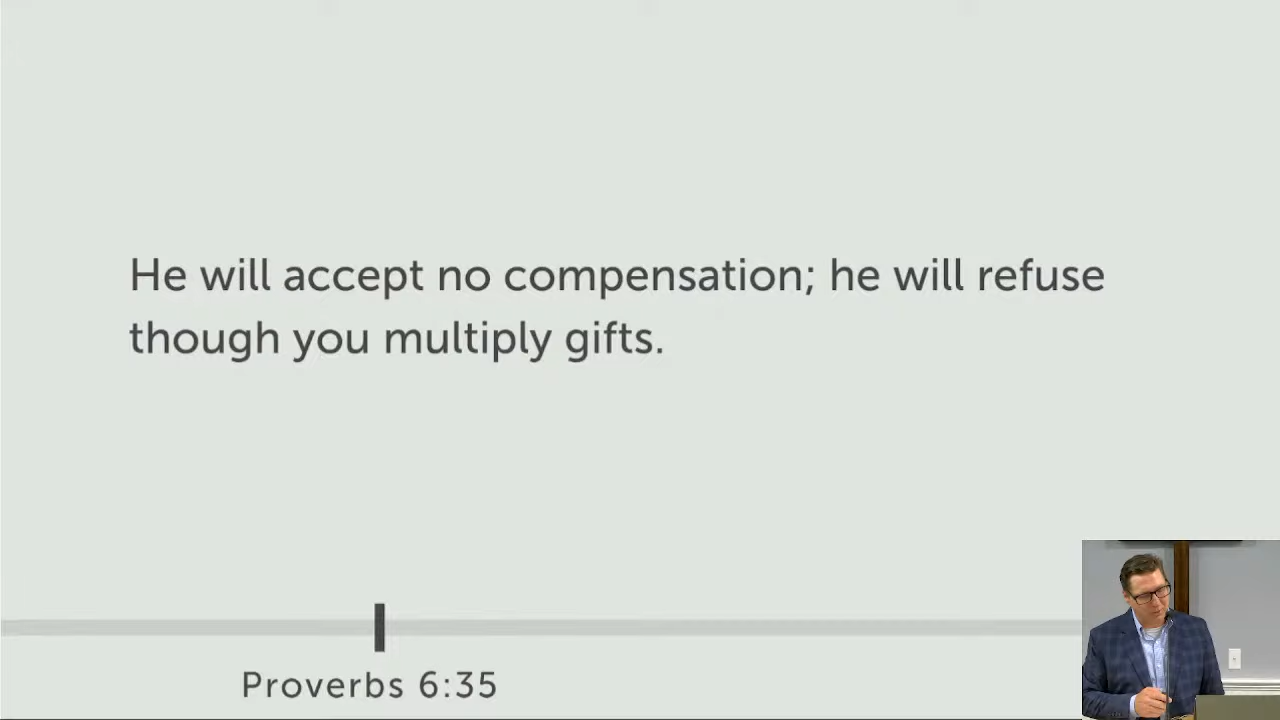 He will accept no compensation; he will refuse
though you multiply gifts.
Proverbs 6:35